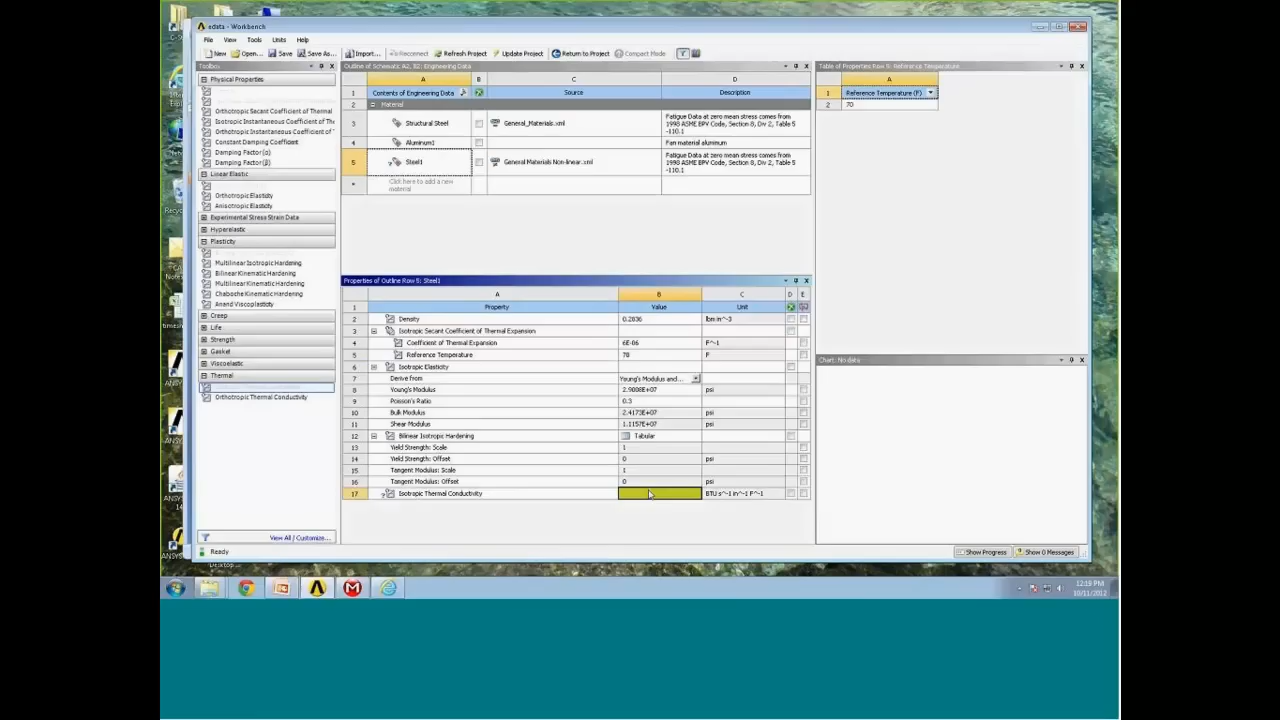 edata - Workbench
File View Tools Units Help
New Open... Save Save As... Import... Reconnect Refresh Project Update Project Return to Project Compact Mode
Toolbox
Physical Properties
Orthotropic Secant Coefficient of Thermal
Isotropic Instantaneous Coefficient of The
Orthotropic Instantaneous Coefficient of
Constant Damping Coefficient
Damping Factor (α)
Damping Factor (β)
Linear Elastic
Orthotropic Elasticity
Anisotropic Elasticity
Experimental Stress Strain Data
Hyperelastic
Plasticity
Multilinear Isotropic Hardening
Bilinear Kinematic Hardening
Multilinear Kinematic Hardening
Chaboche Kinematic Hardening
Anand Viscoplasticity
Creep
Life
Strength
Gasket
Viscoelastic
Thermal
Orthotropic Thermal Conductivity
View All / Customize...
Ready
Outline of Schematic A2, B2: Engineering Data
A B C D
1 Contents of Engineering Data Source Description
2 Material
3 Structural Steel General_Materials.xml Fatigue Data at zero mean stress comes from
1998 ASME BPV Code, Section 8, Div 2, Table 5
-110.1
4 Aluminum1 Fan material aluminum
5 Steel1 General Materials Non-linear.xml Fatigue Data at zero mean stress comes from
1998 ASME BPV Code, Section 8, Div 2, Table 5
-110.1
* Click here to add a new
material
Properties of Outline Row 5: Steel1
A B C D E
1 Property Value Unit
2 Density 0.2836 lbm in^-3
3 Isotropic Secant Coefficient of Thermal Expansion
4 Coefficient of Thermal Expansion 6E-06 F^-1
5 Reference Temperature 70 F
6 Isotropic Elasticity
7 Derive from Young's Modulus and...
8 Young's Modulus 2.9008E+07 psi
9 Poisson's Ratio 0.3
10 Bulk Modulus 2.4173E+07 psi
11 Shear Modulus 1.1157E+07 psi
12 Bilinear Isotropic Hardening Tabular
13 Yield Strength: Scale 1
14 Yield Strength: Offset 0 psi
15 Tangent Modulus: Scale 1
16 Tangent Modulus: Offset 0 psi
17 Isotropic Thermal Conductivity BTU s^-1 in^-1 F^-1
Table of Properties Row 5: Reference Temperature
A
1 Reference Temperature (F)
2 70
Chart: No data
Show Progress Show 0 Messages
12:19 PM
10/11/2012